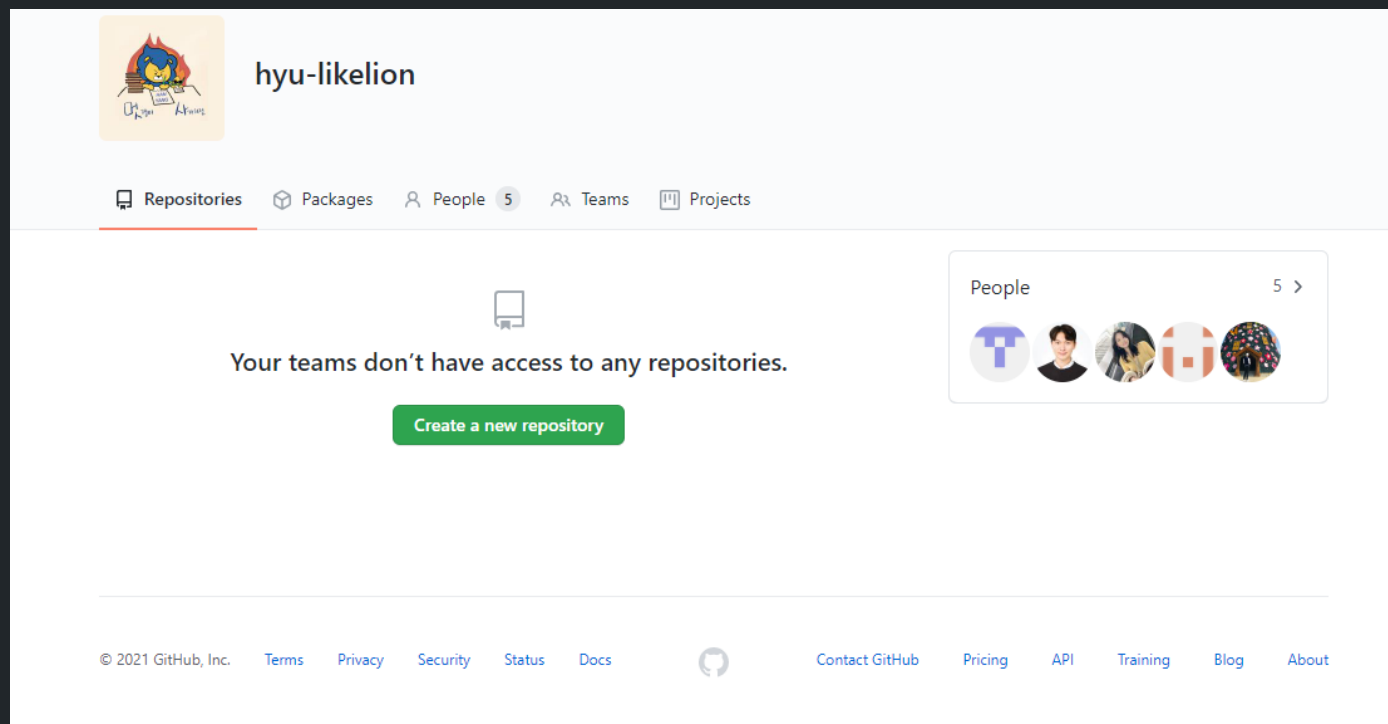 hyu-likelion
Repositories Packages People 5 Teams Projects
People 5
Your teams don’t have access to any repositories.
Create a new repository
© 2021 GitHub, Inc. Terms Privacy Security Status Docs Contact GitHub Pricing API Training Blog About